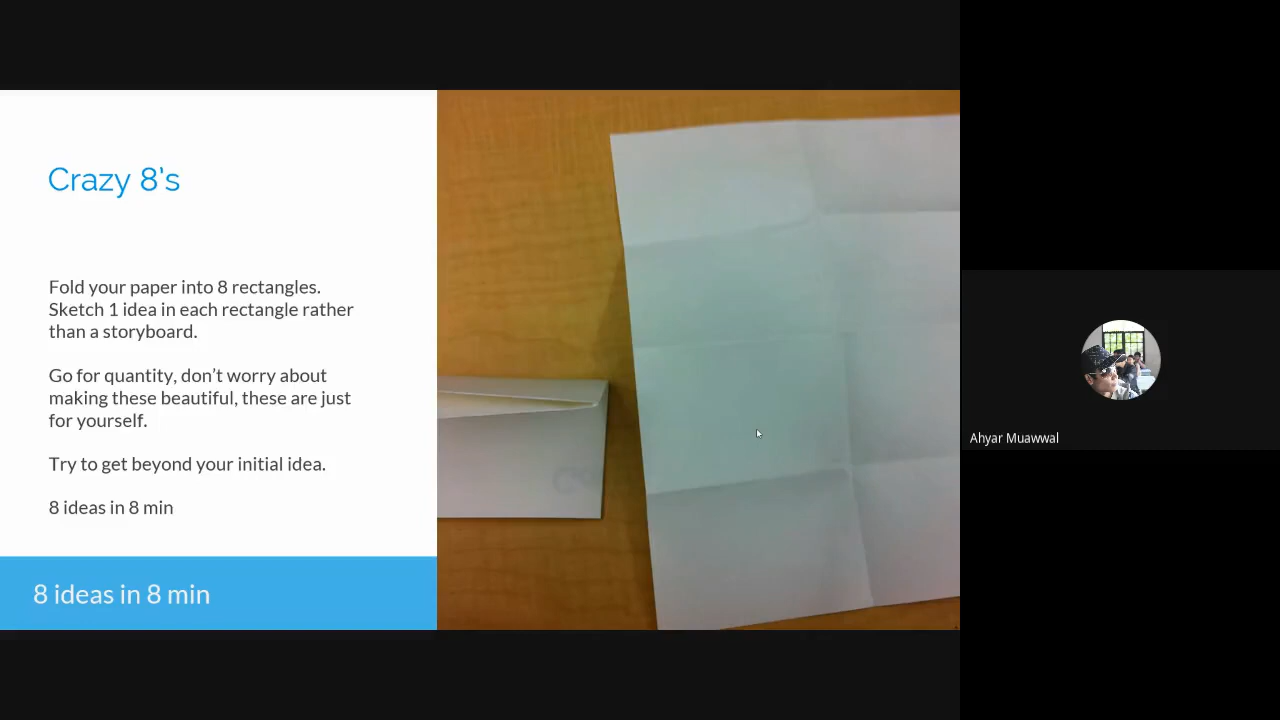 Crazy 8's
Fold your paper into 8 rectangles.
Sketch 1 idea in each rectangle rather
than a storyboard.
Go for quantity, don’t worry about
making these beautiful, these are just
for yourself.
Try to get beyond your initial idea.
8 ideas in 8 min
8 ideas in 8 min
Ahyar Muawwal